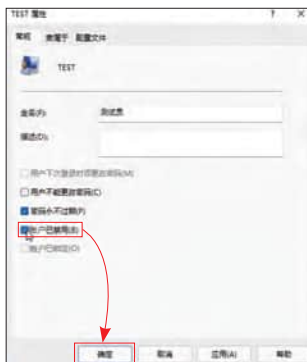 TEST 属性
? ×
常规 隶属于 配置文件
TEST
全名(F): 测试员
描述(D):
用户下次登录时须更改密码(M)
用户不能更改密码(C)
密码永不过期(P)
帐户已禁用(B)
帐户已锁定(O)
确定 取消 应用(A) 帮助